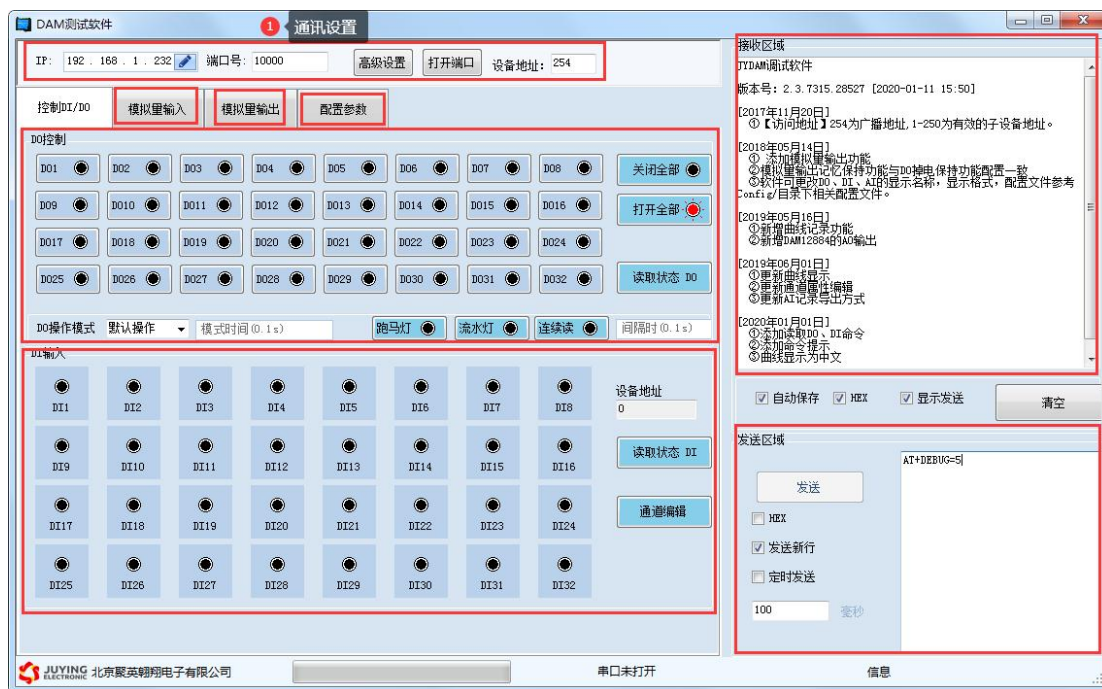 DAM测试软件
1 通讯设置
IP: 192 . 168 . 1 . 232 端口号: 10000 高级设置 打开端口 设备地址: 254
控制DI/DO 模拟量输入 模拟量输出 配置参数
DO控制
DO1 DO2 DO3 DO4 DO5 DO6 DO7 DO8 关闭全部
DO9 DO10 DO11 DO12 DO13 DO14 DO15 DO16 打开全部
DO17 DO18 DO19 DO20 DO21 DO22 DO23 DO24
DO25 DO26 DO27 DO28 DO29 DO30 DO31 DO32 读取状态 DO
DO操作模式 默认操作 模式时间(0.1s) 跑马灯 流水灯 连续读 间隔时(0.1s)
DI输入
DI1 DI2 DI3 DI4 DI5 DI6 DI7 DI8
设备地址
0
DI9 DI10 DI11 DI12 DI13 DI14 DI15 DI16
读取状态 DI
DI17 DI18 DI19 DI20 DI21 DI22 DI23 DI24
通道编辑
DI25 DI26 DI27 DI28 DI29 DI30 DI31 DI32
接收区域
JYDAM调试软件
版本号: 2.3.7315.28527 [2020-01-11 15:50]
[2017年11月20日]
①【访问地址】254为广播地址,1-250为有效的子设备地址。
[2018年05月14日]
① 添加模拟量输出功能
②模拟量输出记忆保持功能与DO掉电保持功能配置一致
③软件可更改DO、DI、AI的显示名称，显示格式，配置文件参考
Config/目录下相关配置文件。
[2019年05月16日]
①新增曲线记录功能
②新增DAM12884的AO输出
[2019年06月01日]
①更新曲线显示
②更新通道属性编辑
③更新AI记录导出方式
[2020年01月01日]
①添加读取DO、DI命令
②添加命令提示
③曲线显示为中文
自动保存 HEX 显示发送 清空
发送区域
AT+DEBUG=5
发送
HEX
发送新行
定时发送
100 毫秒
JUYING ELECTRONIC 北京聚英翱翔电子有限公司 串口未打开 信息